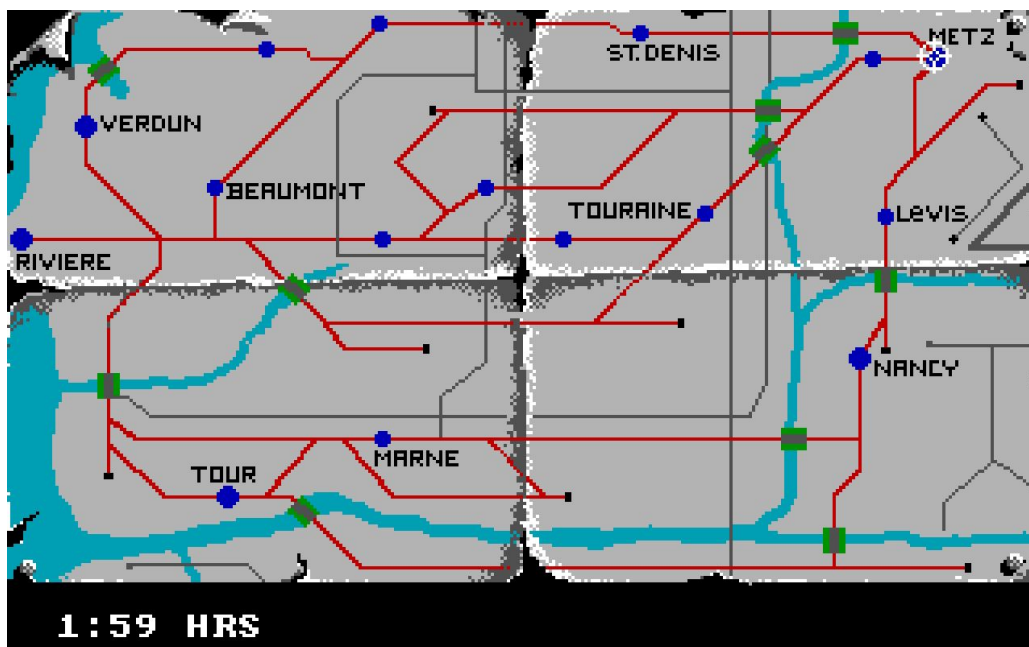 METZ
ST. DENIS
VERDUN
BEAUMONT
TOURAINE
LeVIS
RIVIERE
NANCY
MARNE
TOUR
1:59 HRS